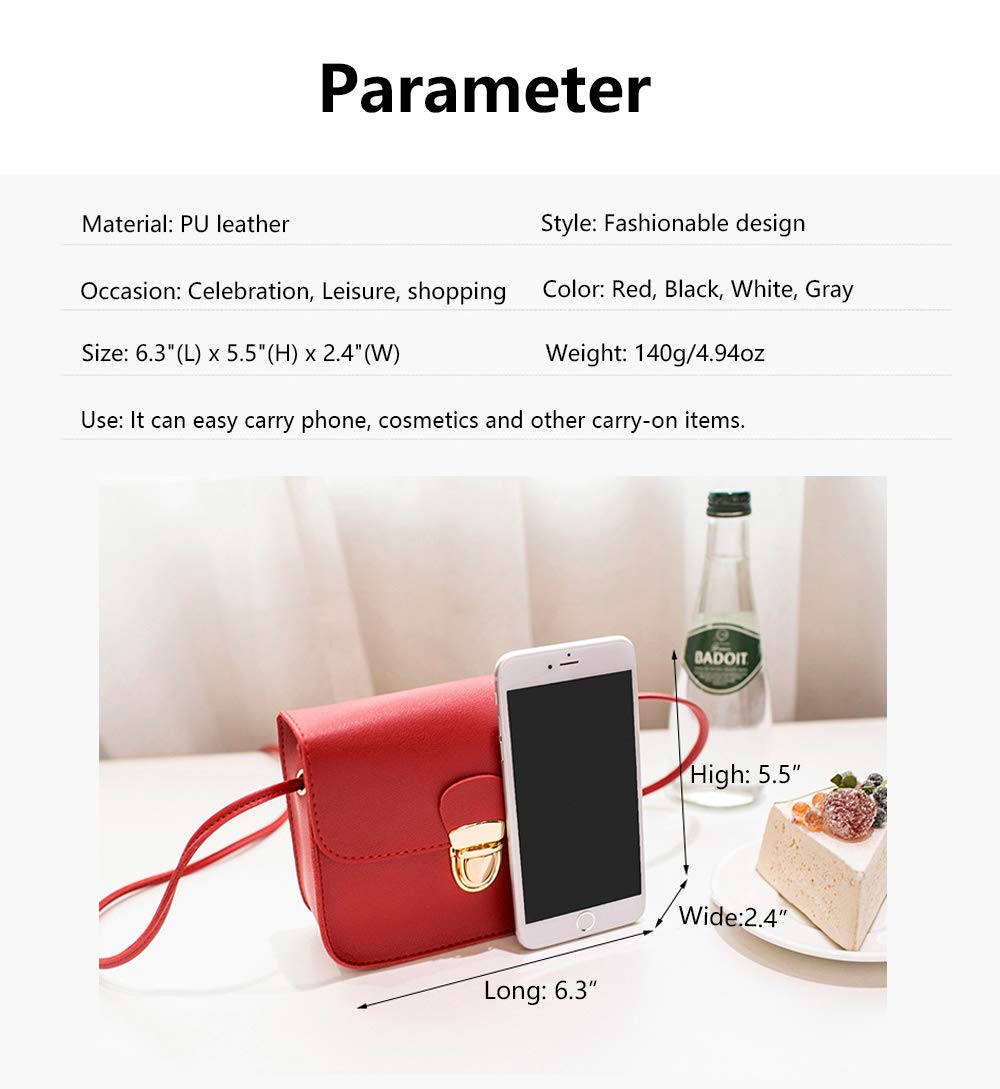 Parameter
Material: PU leather
Style: Fashionable design
Occasion: Celebration, Leisure, shopping
Color: Red, Black, White, Gray
Size: 6.3"(L) x 5.5"(H) x 2.4"(W)
Weight: 140g/4.94oz
Use: It can easy carry phone, cosmetics and other carry-on items.
BADOIT
High: 5.5”
Wide:2.4”
Long: 6.3”